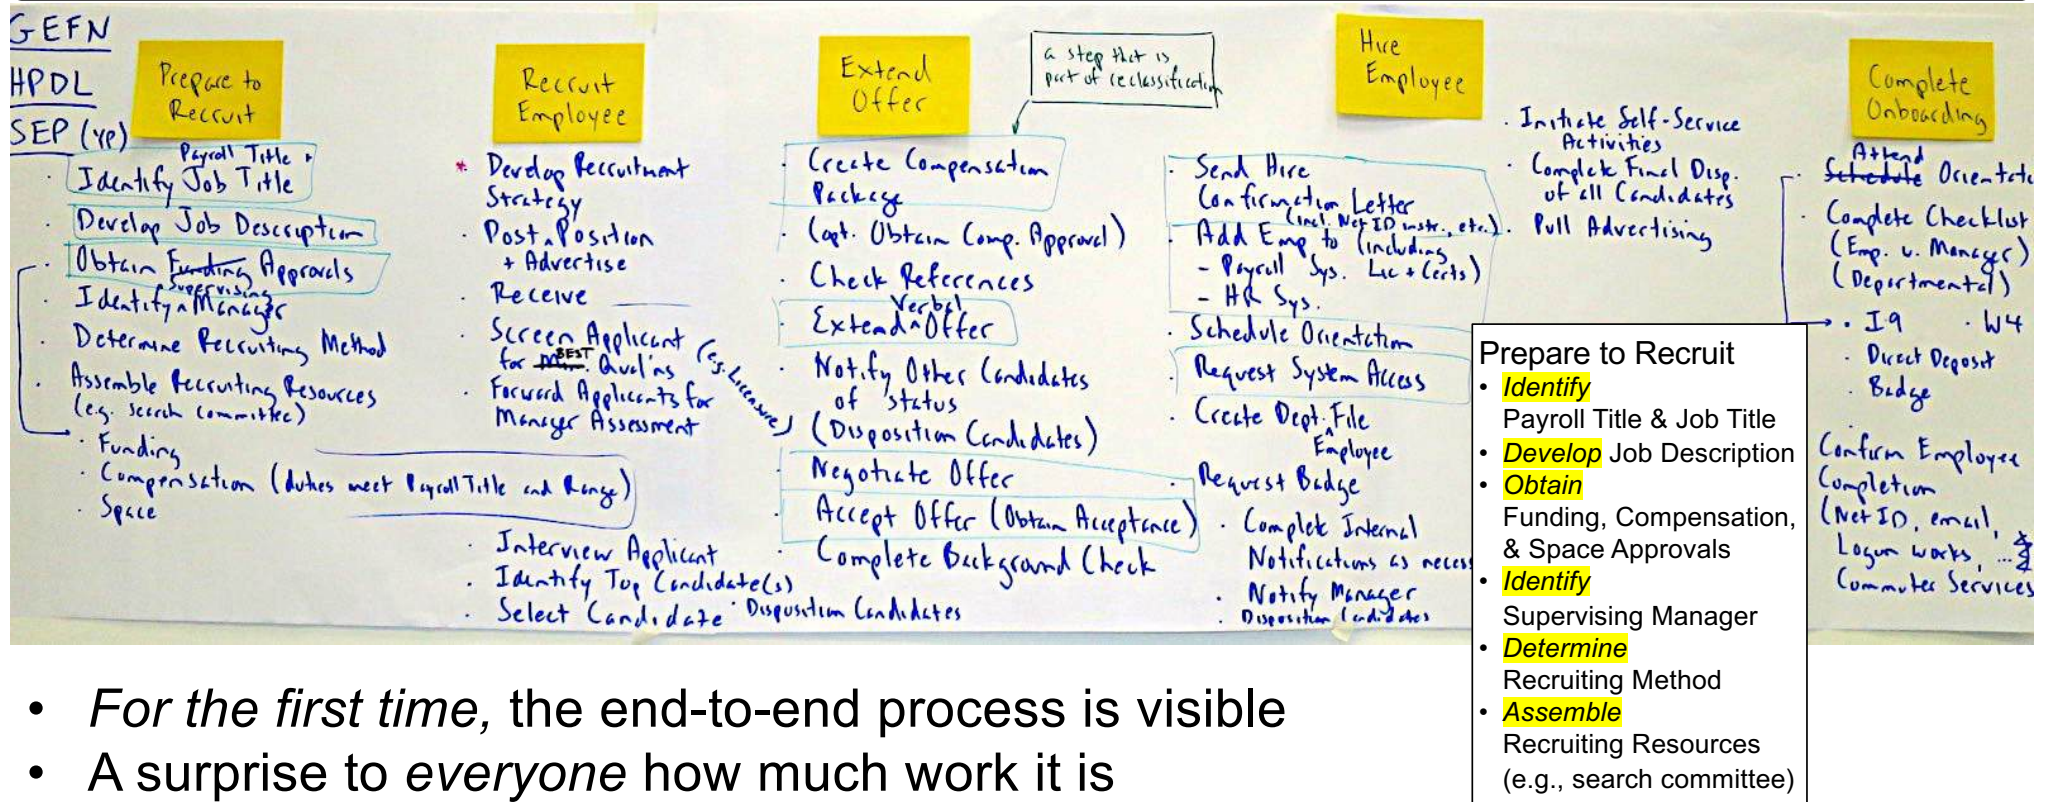 GEFN
HPDL
SEP (YP)
Prepare to
Recruit
Payroll Title +
Identify Job Title
Develop Job Description
Obtain Funding Approvals
Supervising
Identify ^ Manager
Determine Recruiting Method
Assemble Recruiting Resources
(e.g. search committee)
Funding
Compensation (duties meet Payroll Title and Range)
Space
Recruit
Employee
* Develop Recruitment
Strategy
Post ^ Position
+ Advertise
Receive
Screen Applicant
for Min. BEST Qual'ns
(e.g. Licensure)
Forward Applicants for
Manager Assessment
Interview Applicant
Identify Top Candidate(s)
Select Candidate · Disposition Candidates
Extend
Offer
a step that is
part of reclassification
Create Compensation
Package
(opt. Obtain Comp. Approval)
Check References
Verbal
Extend ^ Offer
Notify Other Candidates
of status
(Disposition Candidates)
Negotiate Offer
Accept Offer (Obtain Acceptance)
Complete Background Check
Hire
Employee
Send Hire
Confirmation Letter
(incl. Net ID instr., etc.)
Add Emp to (including
- Payroll Sys. Lic + Certs)
- HR Sys.
Schedule Orientation
Request System Access
Create Dept. File
^ Employee
Request Badge
Complete Internal
Notifications as necess
Notify Manager
Disposition Candidates
Initiate Self-Service
Activities
Complete Final Disp.
of all Candidates
Pull Advertising
Complete
Onboarding
Attend
Schedule Orientatio
Complete Checklist
(Emp. v. Manager)
(Departmental)
I9 · W4
Direct Deposit
Badge
Confirm Employee
Completion
(Net ID, email,
Logon works, ...
Commuter Services
Prepare to Recruit
• Identify
Payroll Title & Job Title
• Develop Job Description
• Obtain
Funding, Compensation,
& Space Approvals
• Identify
Supervising Manager
• Determine
Recruiting Method
• Assemble
Recruiting Resources
(e.g., search committee)
• For the first time, the end-to-end process is visible
• A surprise to everyone how much work it is